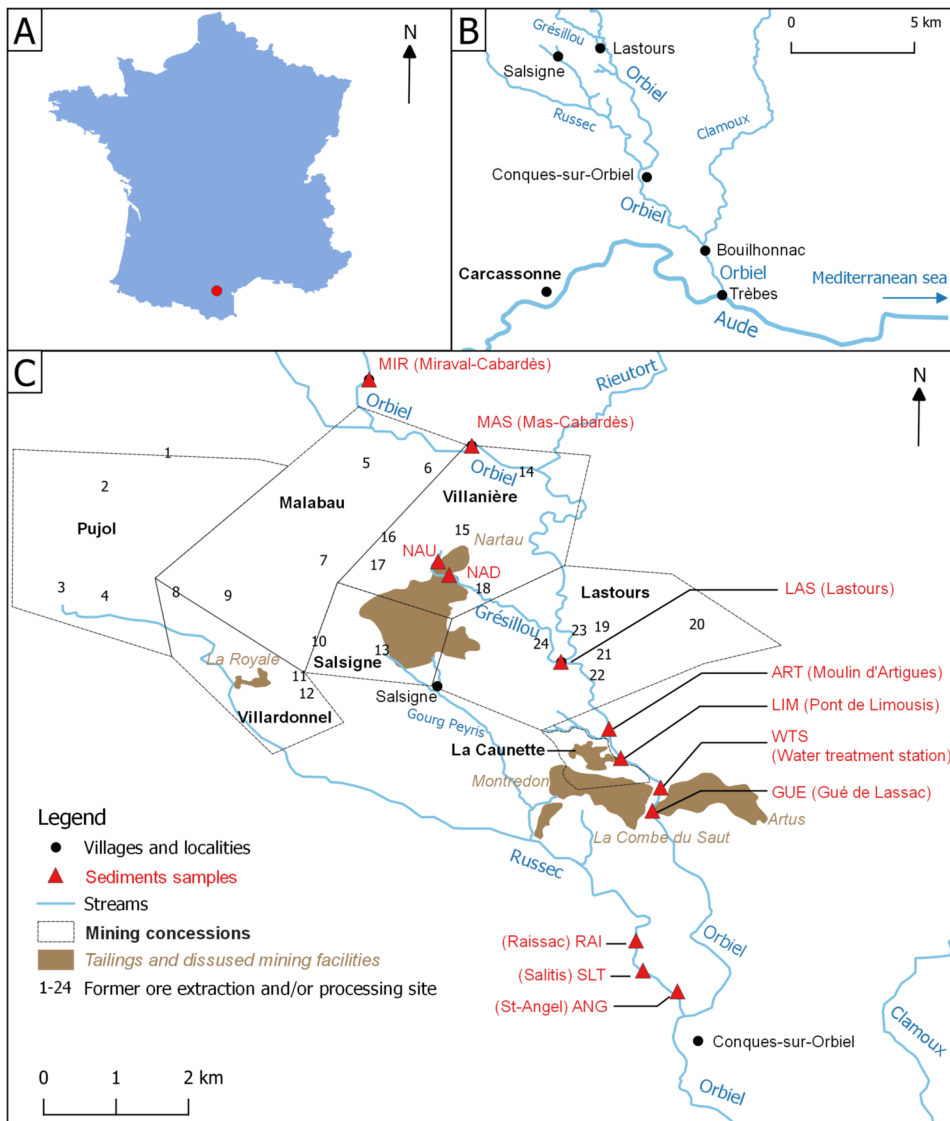 A
N
B
0 5 km
Grésillou
Lastours
Salsigne
Orbiel
Russec
Clamoux
Conques-sur-Orbiel
Orbiel
Bouilhonnac
Orbiel
Carcassonne
Mediterranean sea
Trèbes
Aude
C
N
MIR (Miraval-Cabardès)
Rieutort
Orbiel
MAS (Mas-Cabardès)
1
5
6
Orbiel
14
2
Malabau
Villanière
Pujol
16
15
Nartau
7
17
NAU
NAD
3
4
8
9
18
Lastours
LAS (Lastours)
Grésillou
23
19
20
10
24
13
21
La Royale
Salsigne
22
11
ART (Moulin d'Artigues)
12
Salsigne
Villardonnel
Gourg Peyris
LIM (Pont de Limousis)
La Caunette
WTS
(Water treatment station)
Montredon
GUE (Gué de Lassac)
Artus
La Combe du Saut
Legend
Villages and localities
Russec
Sediments samples
Streams
Mining concessions
Orbiel
(Raissac) RAI
Tailings and disused mining facilities
(Salitis) SLT
1-24 Former ore extraction and/or processing site
(St-Angel) ANG
Clamoux
Conques-sur-Orbiel
0 1 2 km
Orbiel